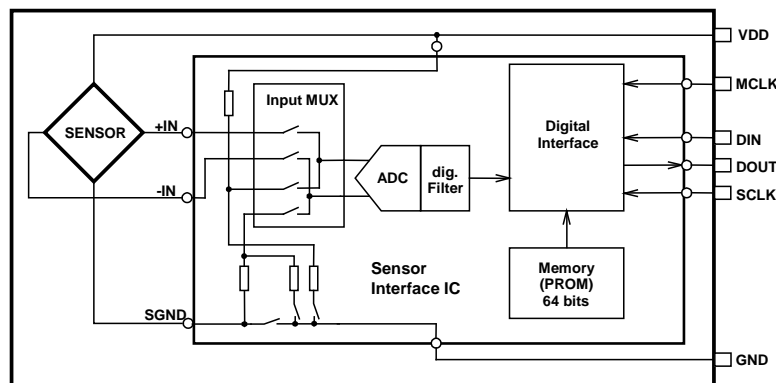 VDD
MCLK
Input MUX
SENSOR
+IN
Digital
Interface
DIN
DOUT
SCLK
ADC
dig.
Filter
-IN
Sensor
Interface IC
Memory
(PROM)
64 bits
SGND
GND